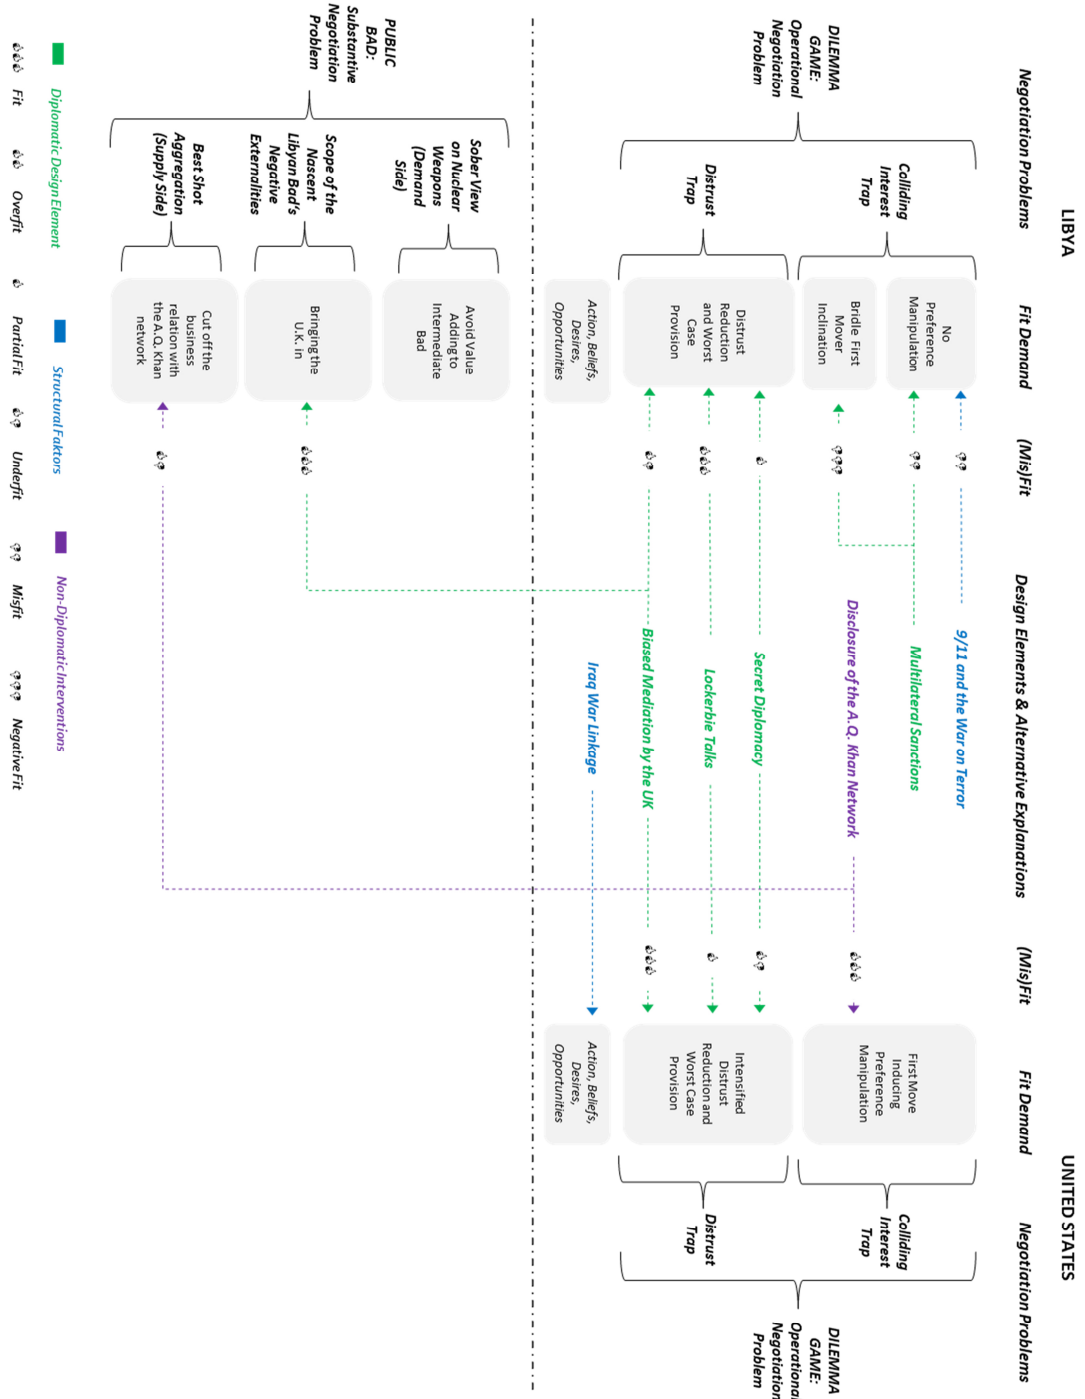 LIBYA
UNITED STATES
Negotiation Problems
Fit Demand
(Mis)Fit
Design Elements & Alternative Explanations
(Mis)Fit
Fit Demand
Negotiation Problems
DILEMMA
GAME:
Operational
Negotiation
Problem
Colliding
Interest
Trap
Distrust
Trap
No
Preference
Manipulation
Bridle First
Mover
Inclination
Distrust
Reduction
and Worst
Case
Provision
Action, Beliefs,
Desires,
Opportunities
9/11 and the War on Terror
Multilateral Sanctions
Disclosure of the A.Q. Khan Network
Secret Diplomacy
Lockerbie Talks
Biased Mediation by the UK
Iraq War Linkage
First Move
Inducing
Preference
Manipulation
Intensified
Distrust
Reduction and
Worst Case
Provision
Action, Beliefs,
Desires,
Opportunities
Colliding
Interest
Trap
Distrust
Trap
DILEMMA
GAME:
Operational
Negotiation
Problem
PUBLIC
BAD:
Substantive
Negotiation
Problem
Sober View
on Nuclear
Weapons
(Demand
Side)
Scope of the
Nascent
Libyan Bad's
Negative
Externalities
Best Shot
Aggregation
(Supply Side)
Avoid Value
Adding to
Intermediate
Bad
Bringing the
U.K. in
Cut off the
business
relation with
the A.Q. Khan
network
Diplomatic Design Element
Structural Faktors
Non-Diplomatic Interventions
Fit
Overfit
Partial Fit
Underfit
Misfit
Negative Fit